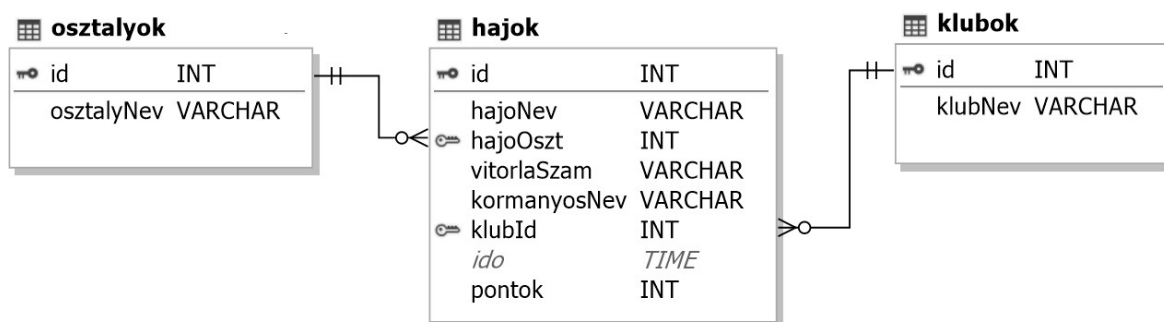 osztalyok
id INT
osztalyNev VARCHAR
hajok
id INT
hajoNev VARCHAR
hajoOszt INT
vitorlaSzam VARCHAR
kormanyosNev VARCHAR
klubId INT
ido TIME
pontok INT
klubok
id INT
klubNev VARCHAR